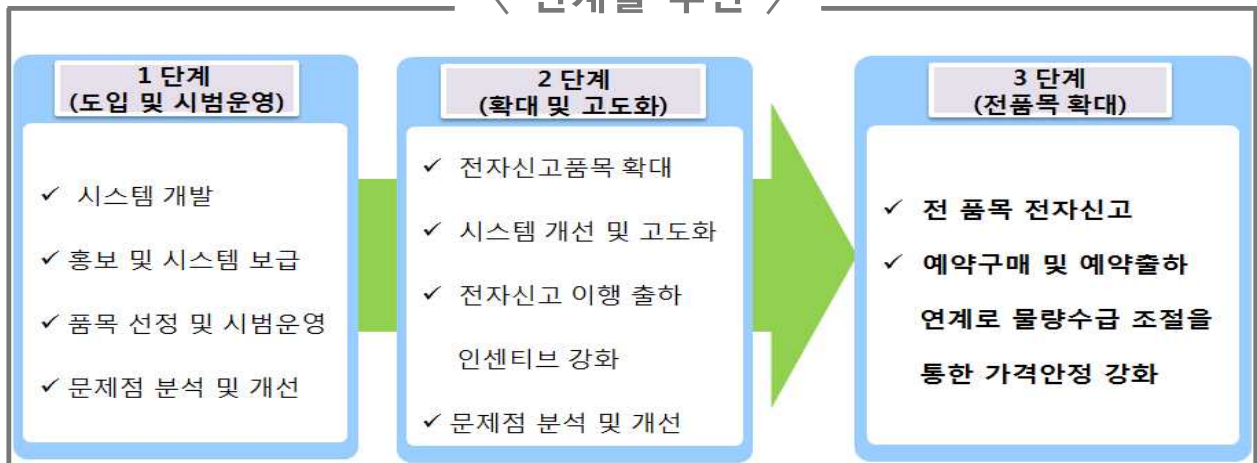 1 단계
(도입 및 시범운영)
✓ 시스템 개발
✓ 홍보 및 시스템 보급
✓ 품목 선정 및 시범운영
✓ 문제점 분석 및 개선
2 단계
(확대 및 고도화)
✓ 전자신고품목 확대
✓ 시스템 개선 및 고도화
✓ 전자신고 이행 출하
인센티브 강화
✓ 문제점 분석 및 개선
3 단계
(전품목 확대)
✓ 전 품목 전자신고
✓ 예약구매 및 예약출하
연계로 물량수급 조절을
통한 가격안정 강화